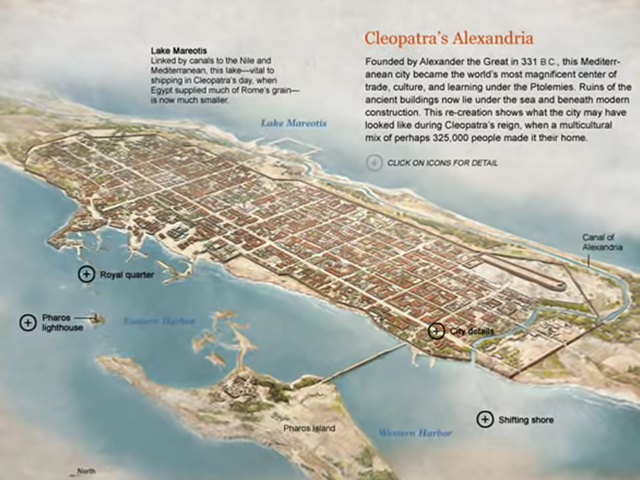 Cleopatra's Alexandria
Founded by Alexander the Great in 331 B.C., this Mediterr-
anean city became the world's most magnificent center of
trade, culture, and learning under the Ptolemies. Ruins of the
ancient buildings now lie under the sea and beneath modern
construction. This re-creation shows what the city may have
looked like during Cleopatra's reign, when a multicultural
mix of perhaps 325,000 people made it their home.
CLICK ON ICONS FOR DETAIL
Lake Mareotis
Linked by canals to the Nile and
Mediterranean, this lake—vital to
shipping in Cleopatra's day, when
Egypt supplied much of Rome's grain—
is now much smaller.
Lake Mareotis
Canal of
Alexandria
Royal quarter
Pharos
lighthouse
Eastern Harbor
City details
Shifting shore
Pharos Island
Western Harbor
North